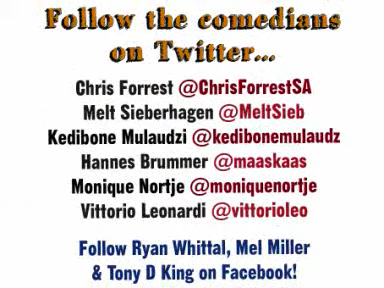 Follow the comedians
on Twitter...
Chris Forrest @ChrisForrestSA
Melt Sieberhagen @MeltSieb
Kedibone Mulaudzi @kedibonemulaudz
Hannes Brummer @maaskaas
Monique Nortje @moniquenortje
Vittorio Leonardi @vittorioleo
Follow Ryan Whittal, Mel Miller
& Tony D King on Facebook!